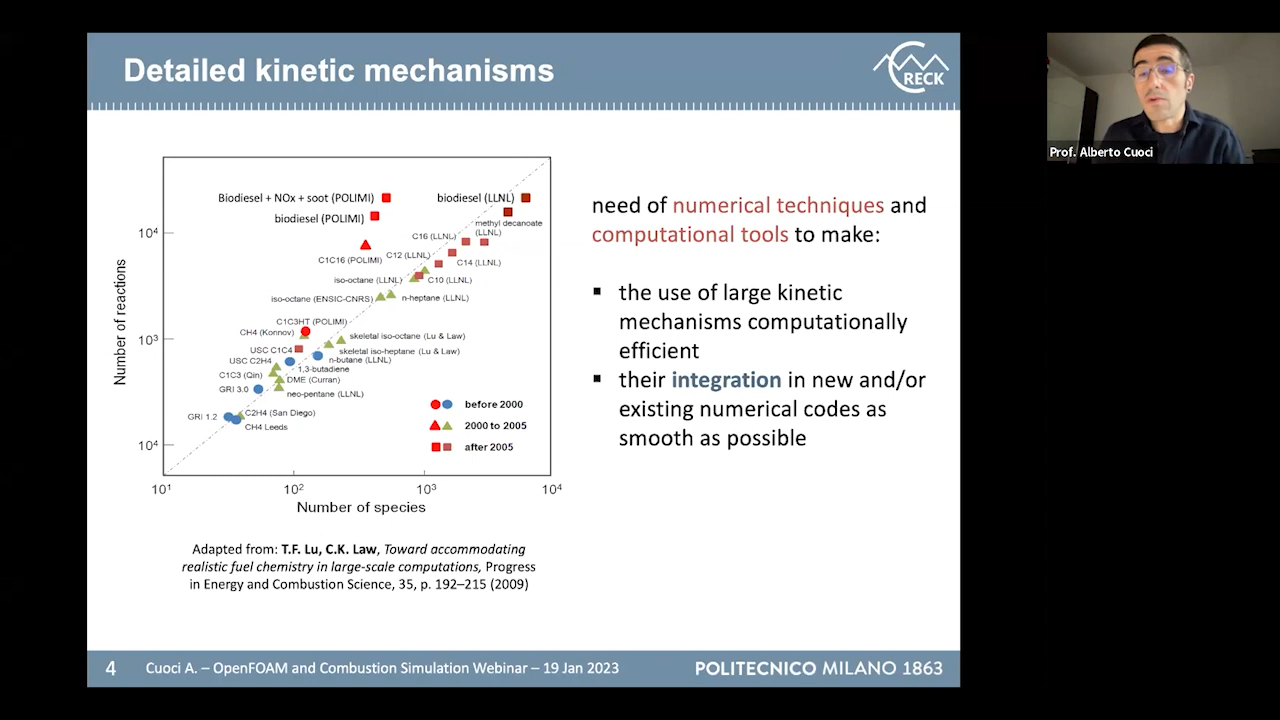 Detailed kinetic mechanisms
CRECK
Prof. Alberto Cuoci
Biodiesel + NOx + soot (POLIMI)
biodiesel (LLNL)
biodiesel (POLIMI)
methyl decanoate
(LLNL)
10⁴
C16 (LLNL)
C1C16 (POLIMI)
C12 (LLNL)
C14 (LLNL)
iso-octane (LLNL)
C10 (LLNL)
iso-octane (ENSIC-CNRS)
n-heptane (LLNL)
C1C3HT (POLIMI)
CH4 (Konnov)
10³
skeletal iso-octane (Lu & Law)
USC C1C4
skeletal iso-heptane (Lu & Law)
USC C2H4
n-butane (LLNL)
1,3-butadiene
C1C3 (Qin)
DME (Curran)
GRI 3.0
neo-pentane (LLNL)
GRI 1.2
C2H4 (San Diego)
CH4 Leeds
before 2000
2000 to 2005
after 2005
10⁴
10¹
10²
10³
10⁴
Number of reactions
Number of species
Adapted from: T.F. Lu, C.K. Law, Toward accommodating
realistic fuel chemistry in large-scale computations, Progress
in Energy and Combustion Science, 35, p. 192–215 (2009)
need of numerical techniques and
computational tools to make:
▪ the use of large kinetic
mechanisms computationally
efficient
▪ their integration in new and/or
existing numerical codes as
smooth as possible
4
Cuoci A. – OpenFOAM and Combustion Simulation Webinar – 19 Jan 2023
POLITECNICO MILANO 1863